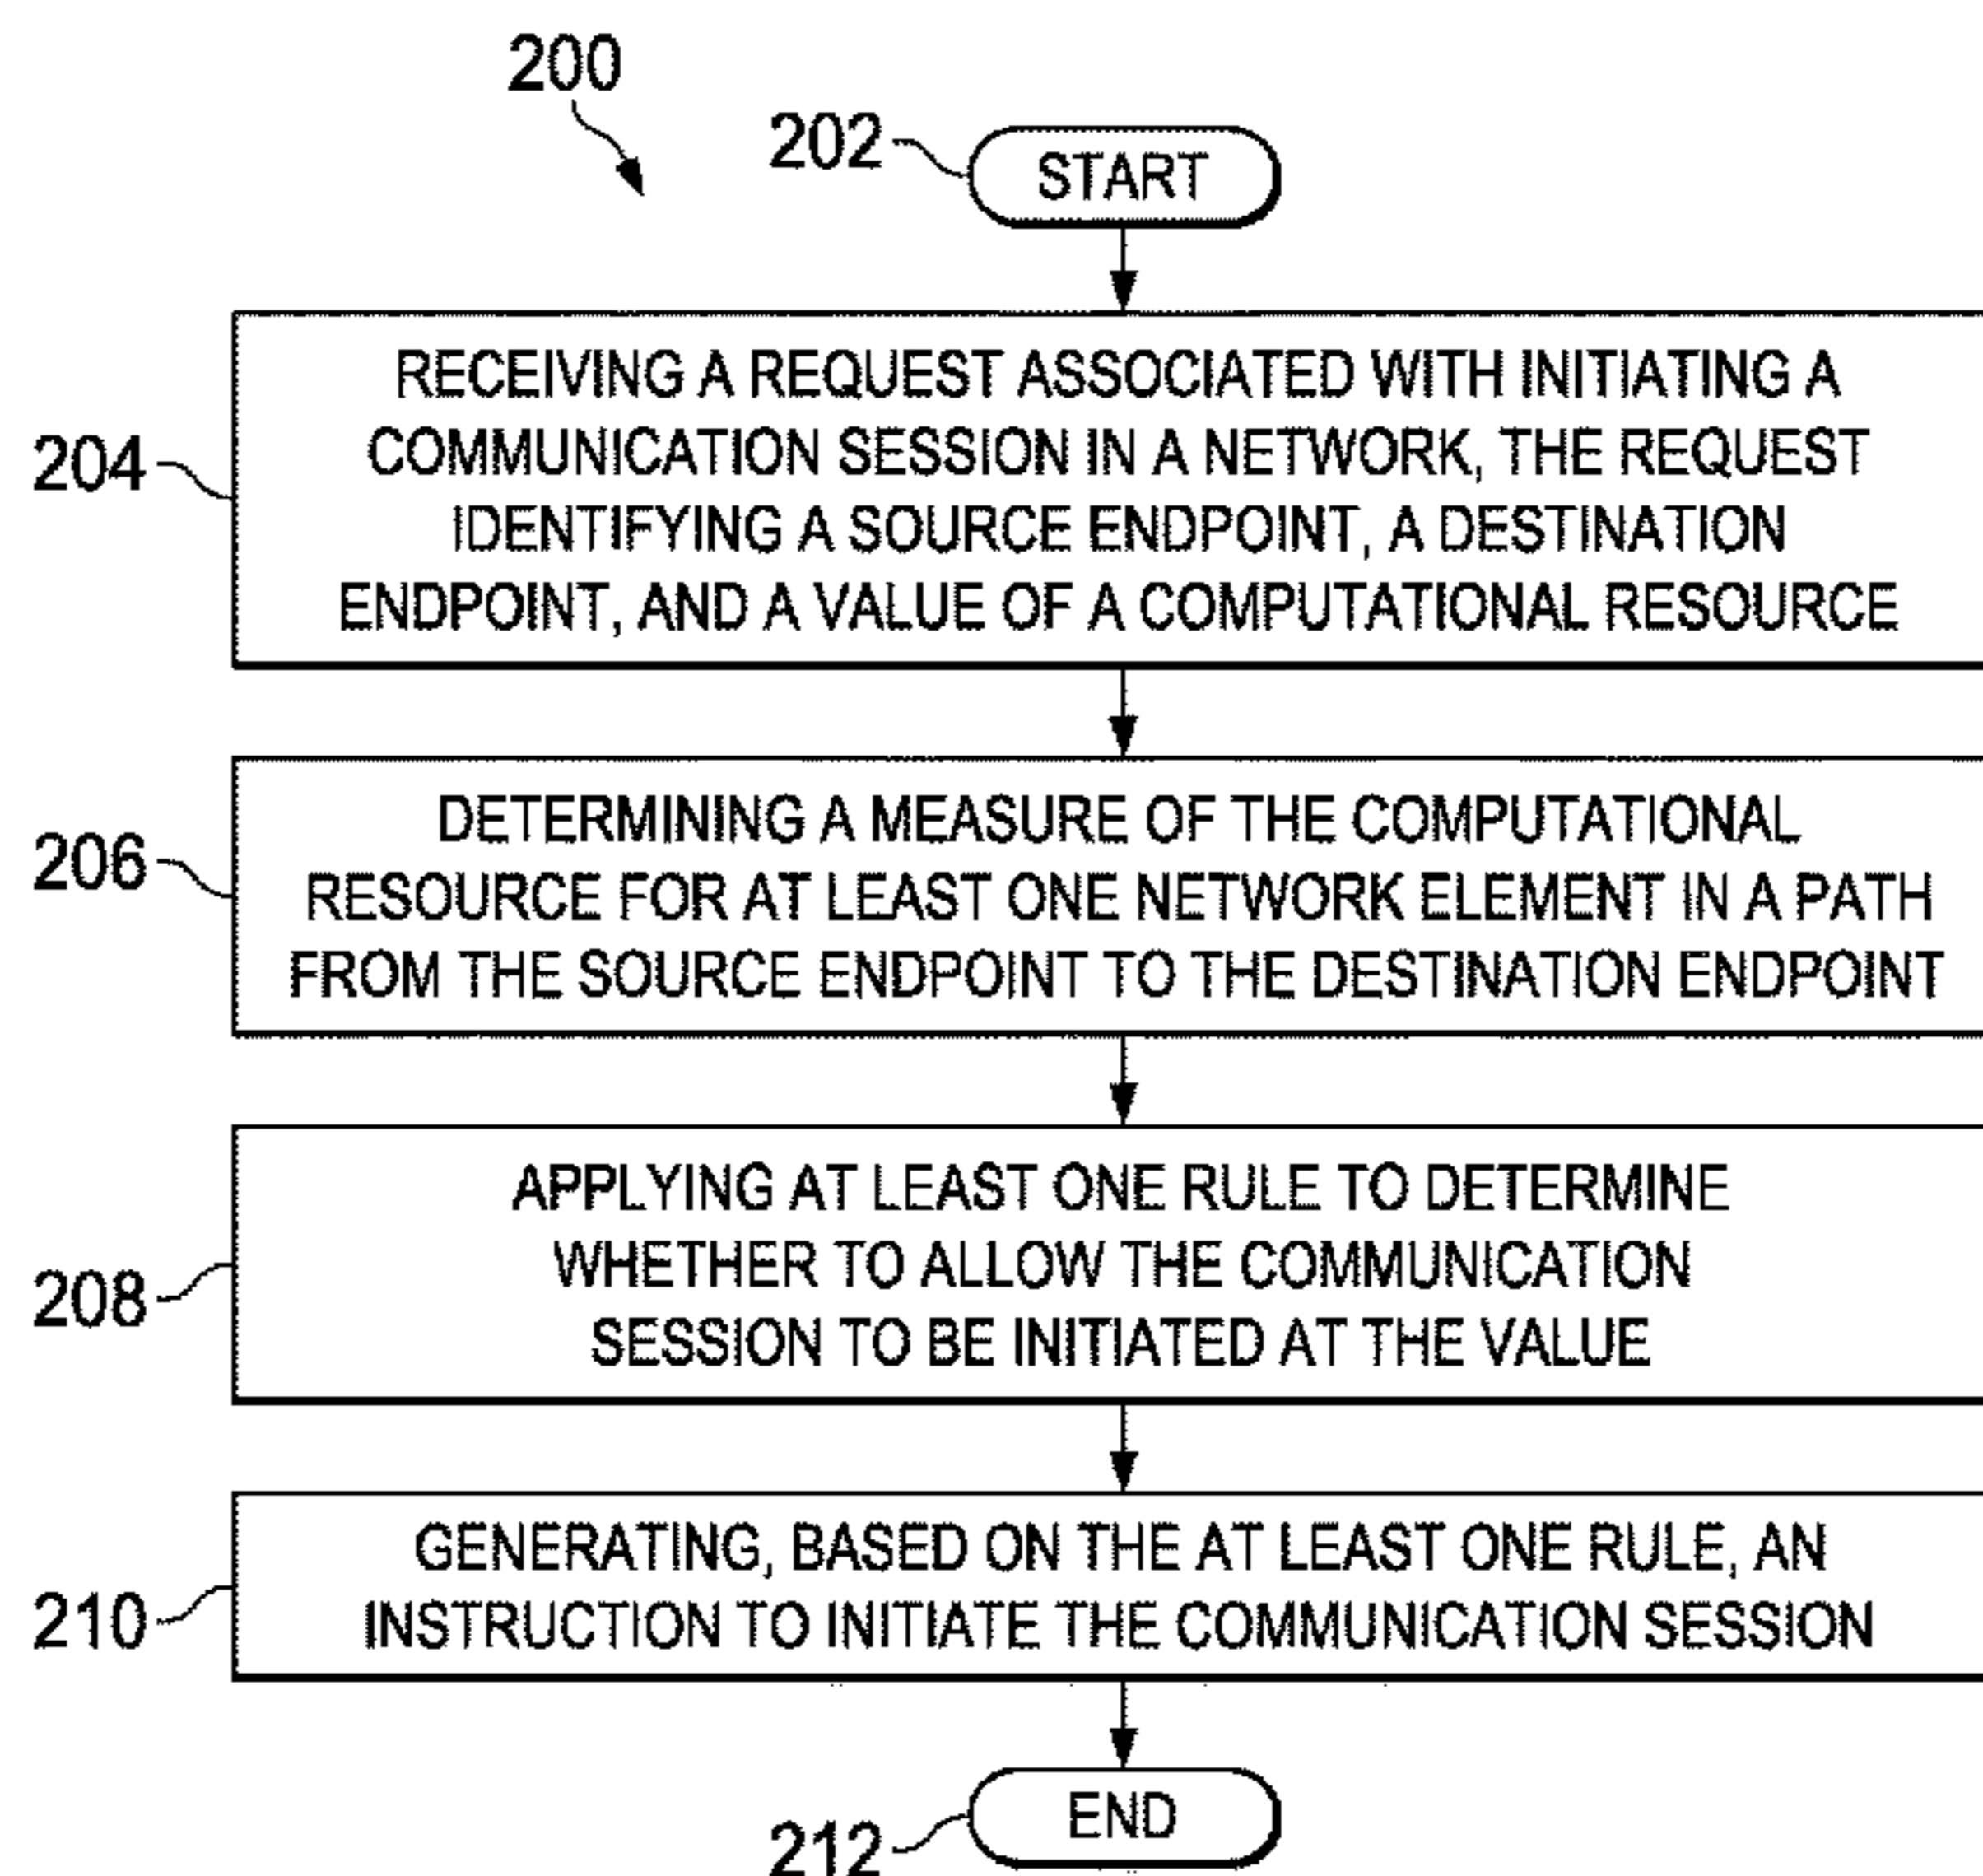 200
202
START
204
RECEIVING A REQUEST ASSOCIATED WITH INITIATING A
COMMUNICATION SESSION IN A NETWORK, THE REQUEST
IDENTIFYING A SOURCE ENDPOINT, A DESTINATION
ENDPOINT, AND A VALUE OF A COMPUTATIONAL RESOURCE
206
DETERMINING A MEASURE OF THE COMPUTATIONAL
RESOURCE FOR AT LEAST ONE NETWORK ELEMENT IN A PATH
FROM THE SOURCE ENDPOINT TO THE DESTINATION ENDPOINT
208
APPLYING AT LEAST ONE RULE TO DETERMINE
WHETHER TO ALLOW THE COMMUNICATION
SESSION TO BE INITIATED AT THE VALUE
210
GENERATING, BASED ON THE AT LEAST ONE RULE, AN
INSTRUCTION TO INITIATE THE COMMUNICATION SESSION
212
END